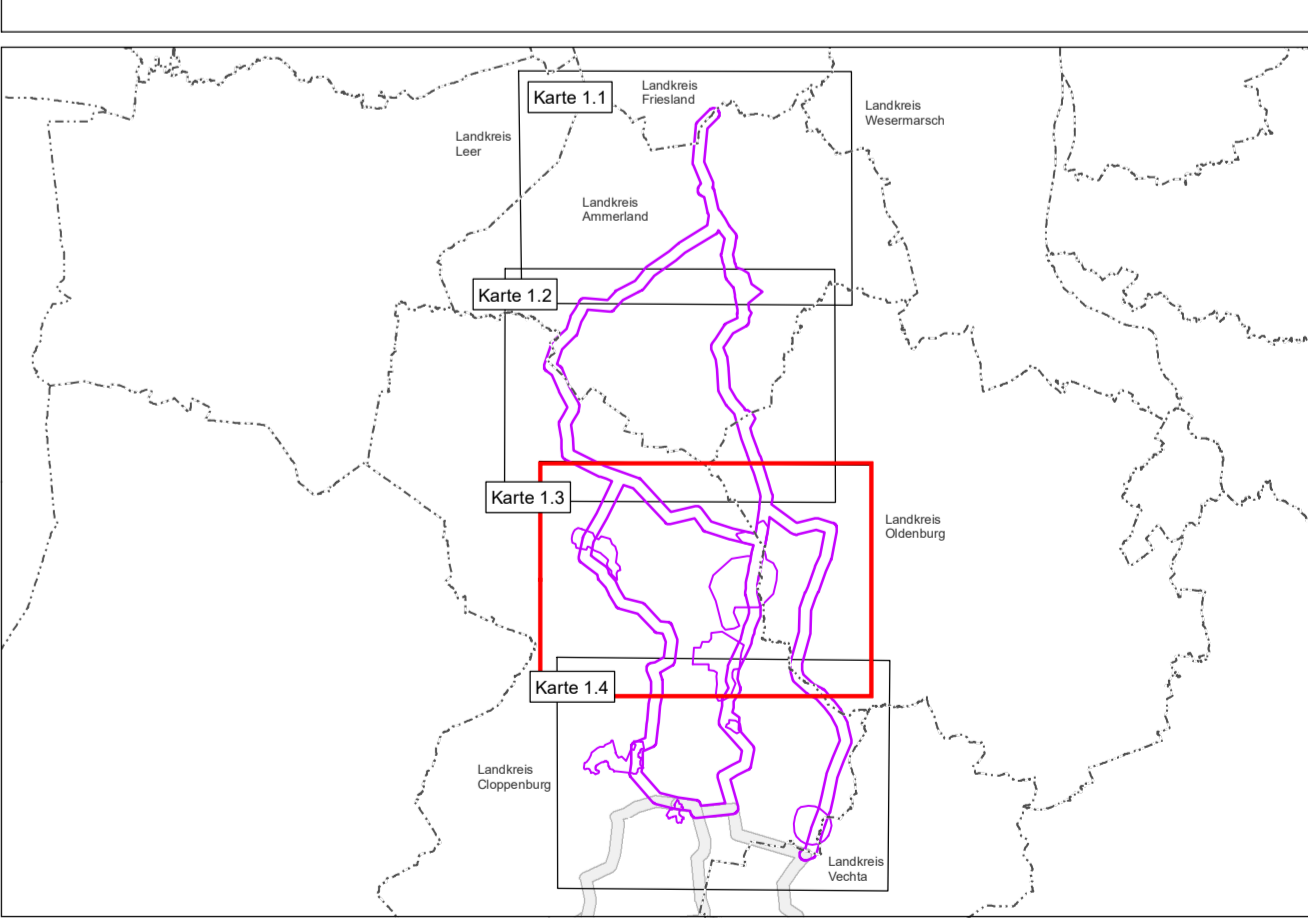 Karte 1.1
Landkreis
Friesland
Landkreis
Wesermarsch
Landkreis
Leer
Landkreis
Ammerland
Karte 1.2
Karte 1.3
Landkreis
Oldenburg
Karte 1.4
Landkreis
Cloppenburg
Landkreis
Vechta